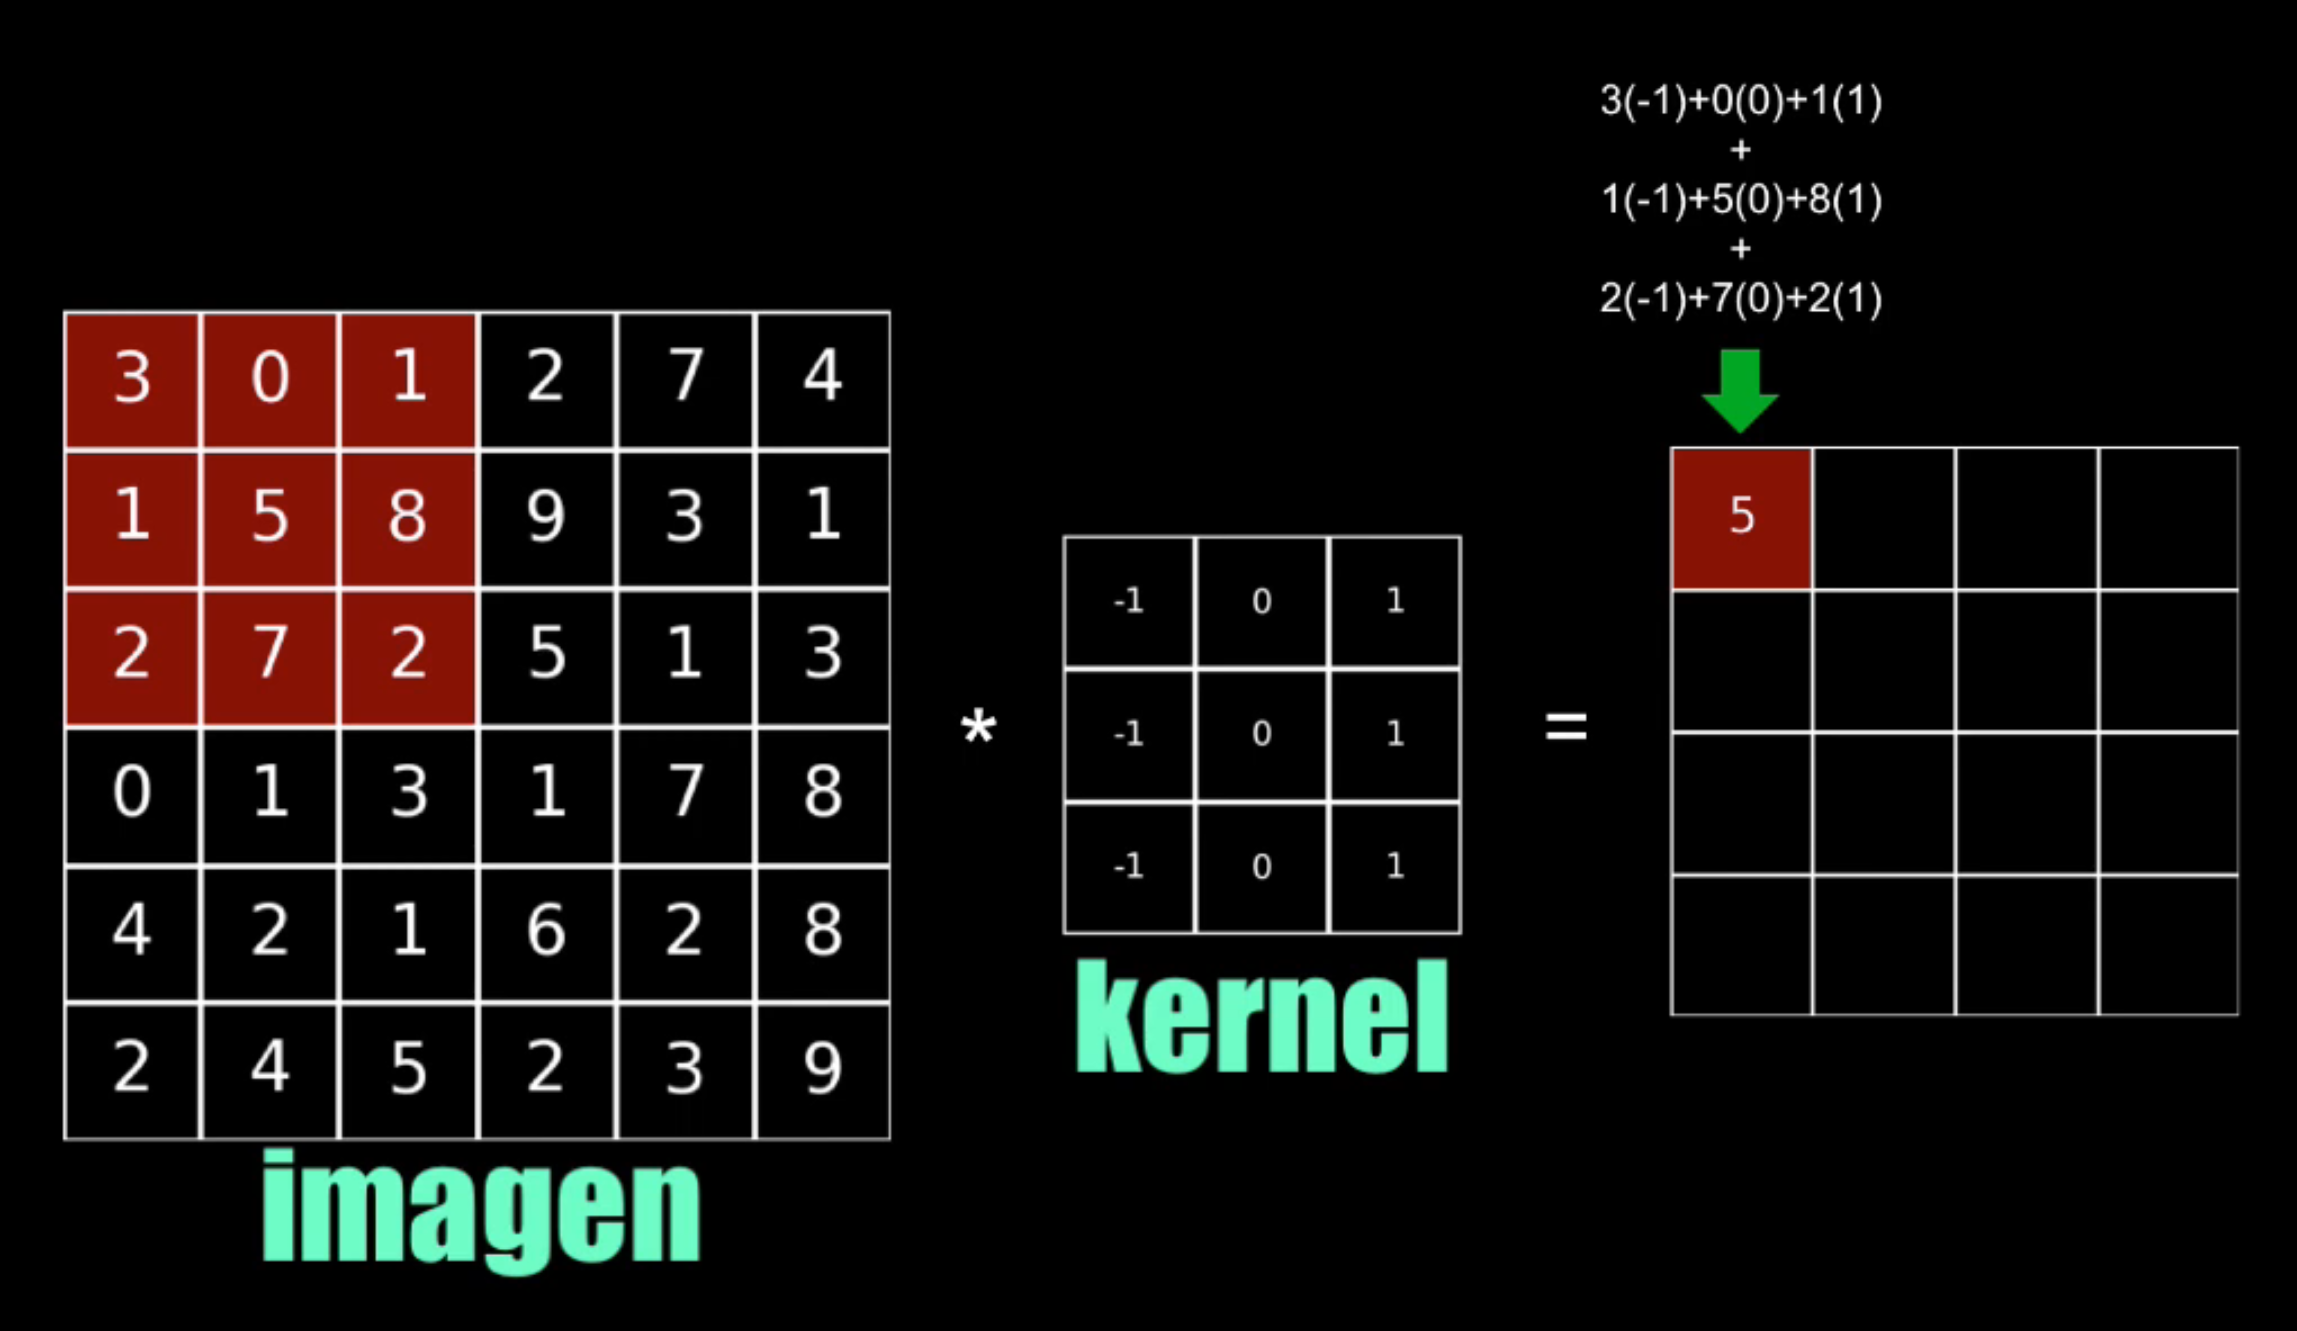 3(-1)+0(0)+1(1)
+
1(-1)+5(0)+8(1)
+
2(-1)+7(0)+2(1)
3 0 1 2 7 4
1 5 8 9 3 1
2 7 2 5 1 3
0 1 3 1 7 8
4 2 1 6 2 8
2 4 5 2 3 9
imagen
*
-1 0 1
-1 0 1
-1 0 1
kernel
=
5